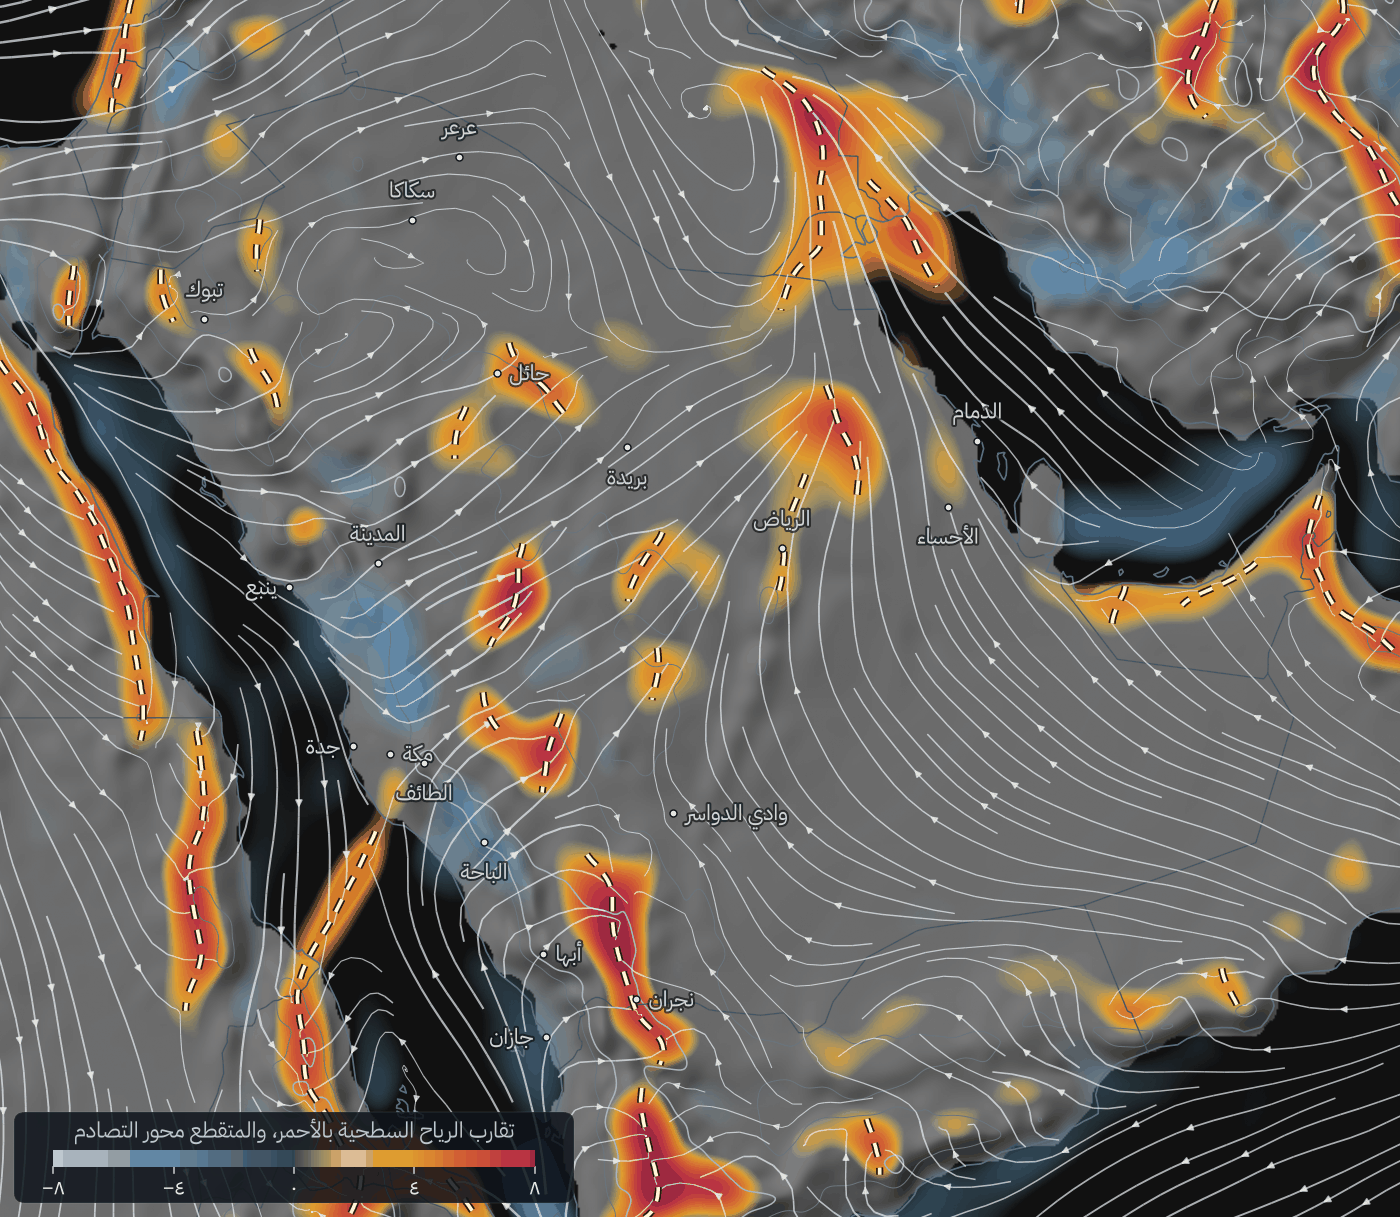 عرعر
سكاكا
تبوك
حائل
الدمام
بريدة
الرياض
المدينة
الأحساء
ينبع
جدة
مكة
الطائف
وادي الدواسر
الباحة
أبها
نجران
جازان
تقارب الرياح السطحية بالأحمر، والمتقطع محور التصادم
−٨ −٤ ٠ ٤ ٨